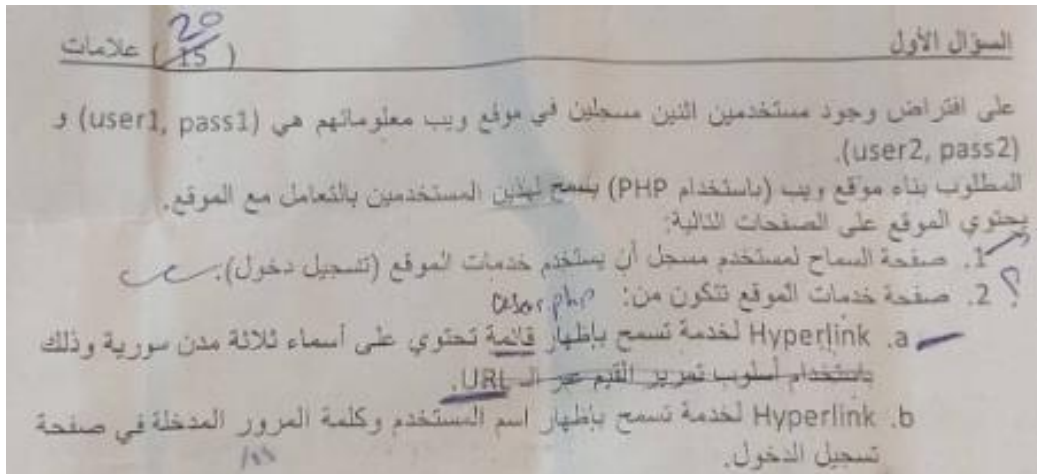 السؤال الأول ( 15 20 ) علامات
على افتراض وجود مستخدمين اثنين مسجلين في موقع ويب معلوماتهم هي (user1, pass1) و
(user2, pass2).
المطلوب بناء موقع ويب (باستخدام PHP) يسمح لهذين المستخدمين بالتعامل مع الموقع.
يحتوي الموقع على الصفحات التالية:
1. صفحة السماح لمستخدم مسجل أن يستخدم خدمات الموقع (تسجيل دخول).
؟ 2. صفحة خدمات الموقع تتكون من: user.php
a. Hyperlink لخدمة تسمح بإظهار قائمة تحتوي على أسماء ثلاثة مدن سورية وذلك
باستخدام أسلوب تمرير القيم عبر الـ URL.
b. Hyperlink لخدمة تسمح بإظهار اسم المستخدم وكلمة المرور المدخلة في صفحة
تسجيل الدخول.